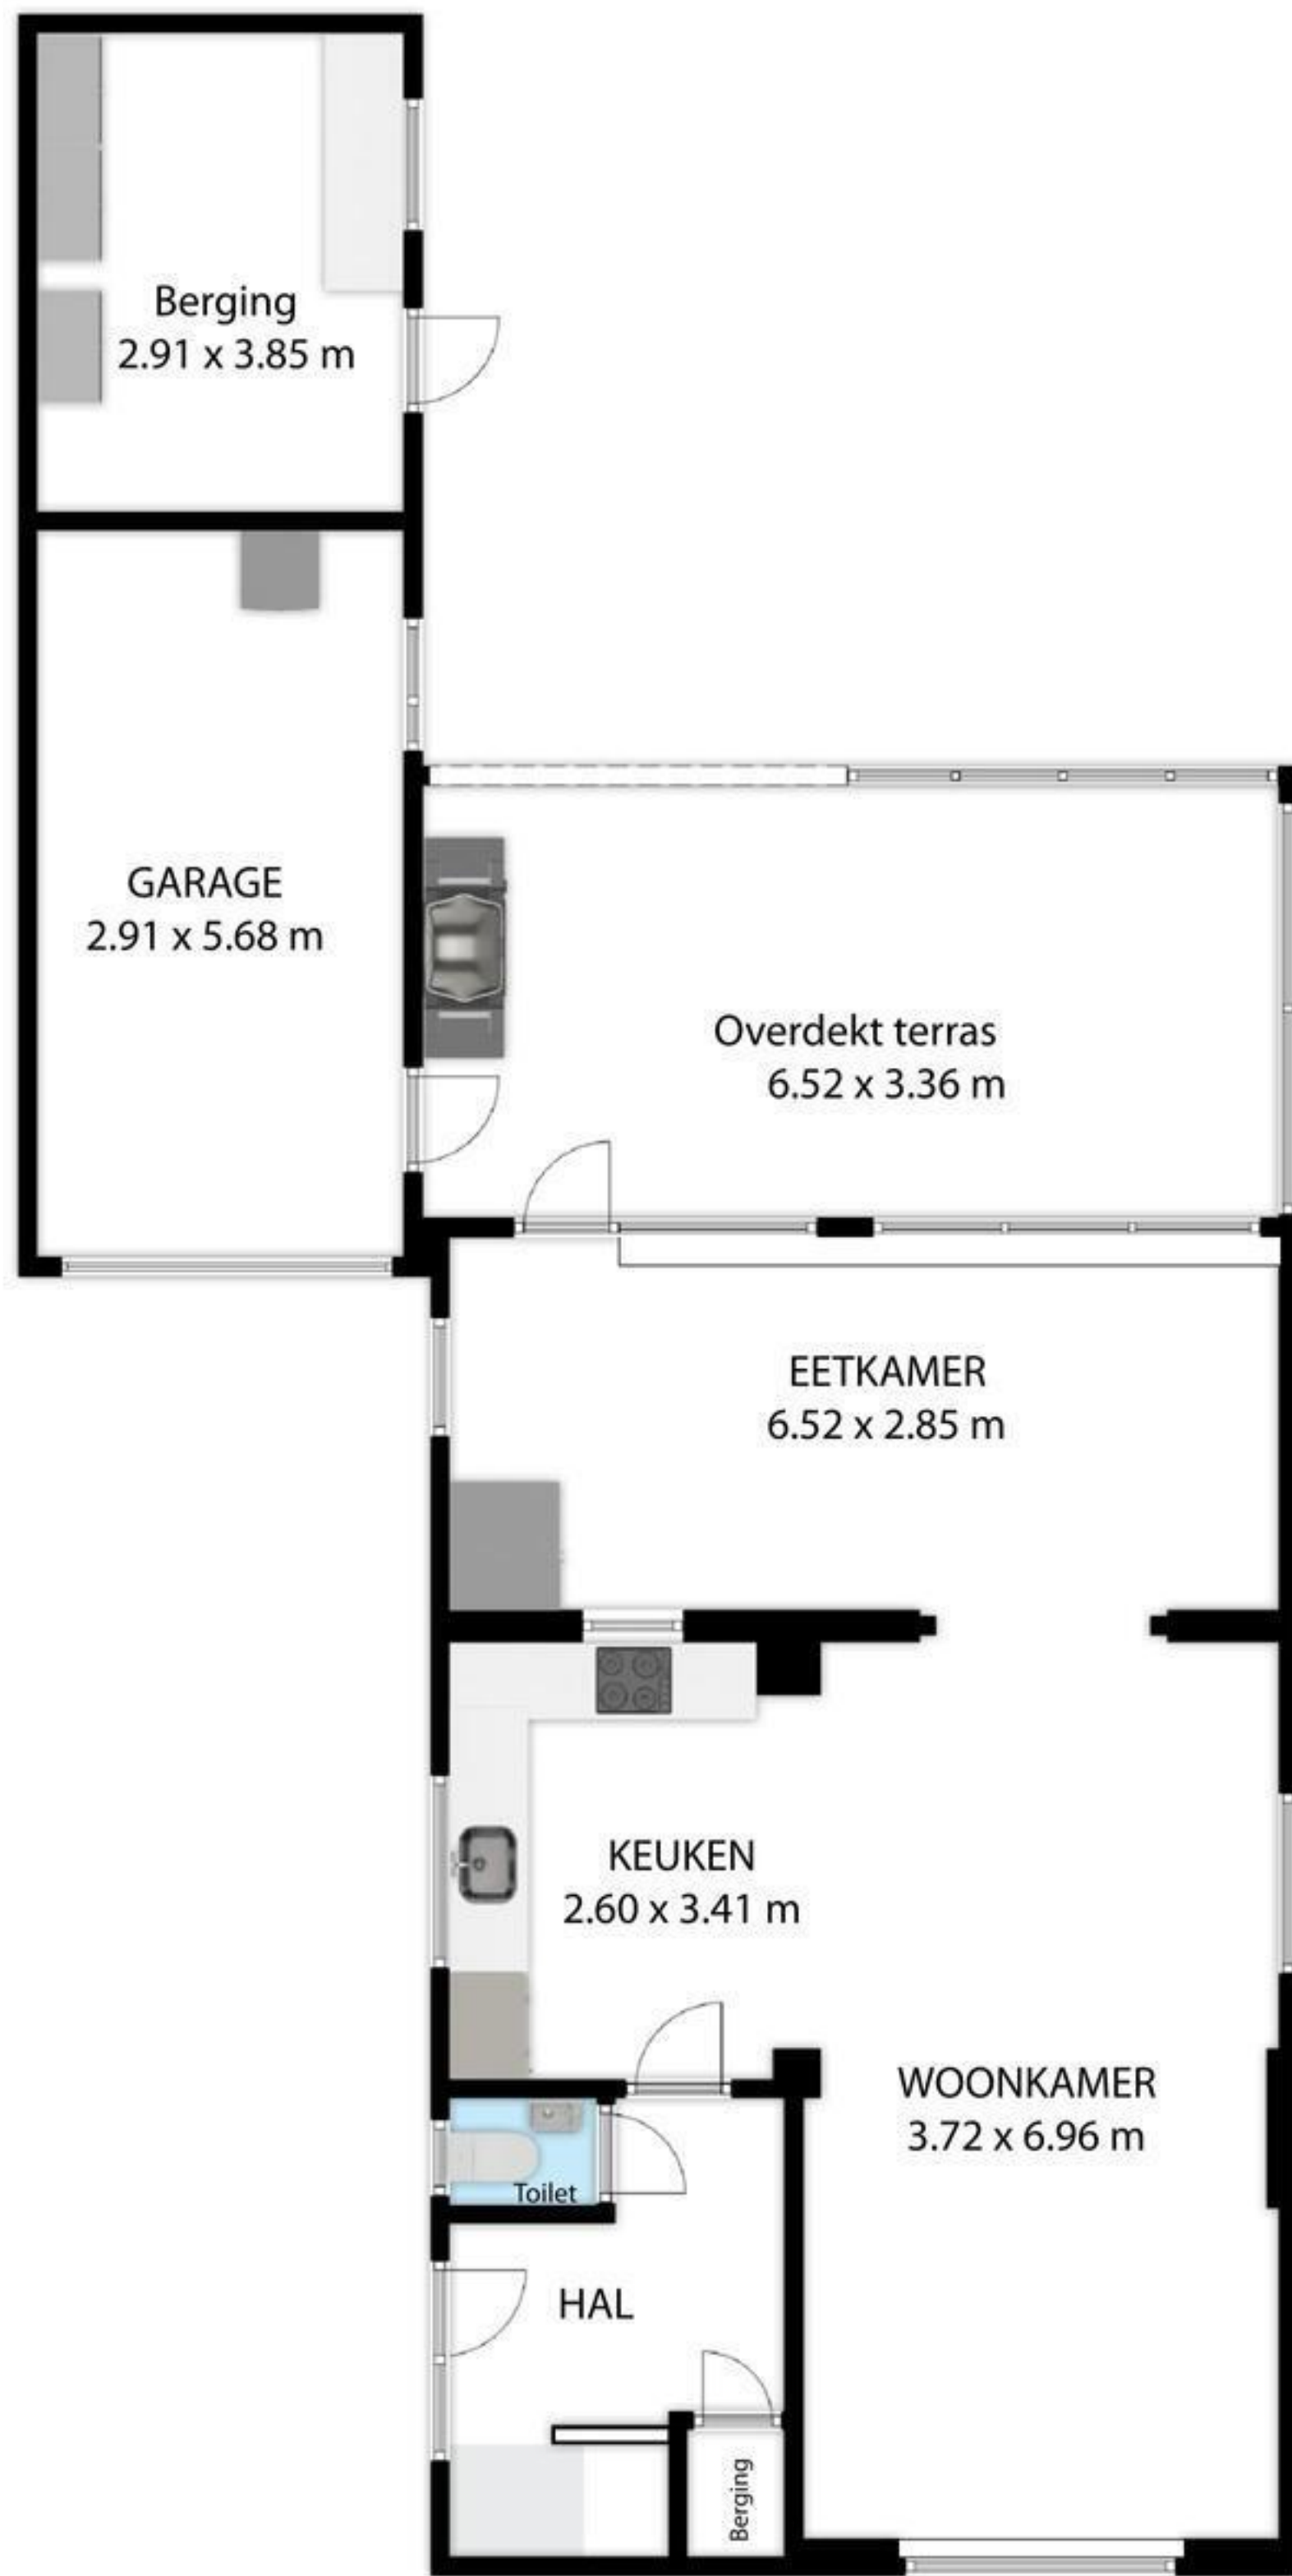 Berging
2.91 x 3.85 m
GARAGE
2.91 x 5.68 m
Overdekt terras
6.52 x 3.36 m
EETKAMER
6.52 x 2.85 m
KEUKEN
2.60 x 3.41 m
WOONKAMER
3.72 x 6.96 m
Toilet
HAL
Berging